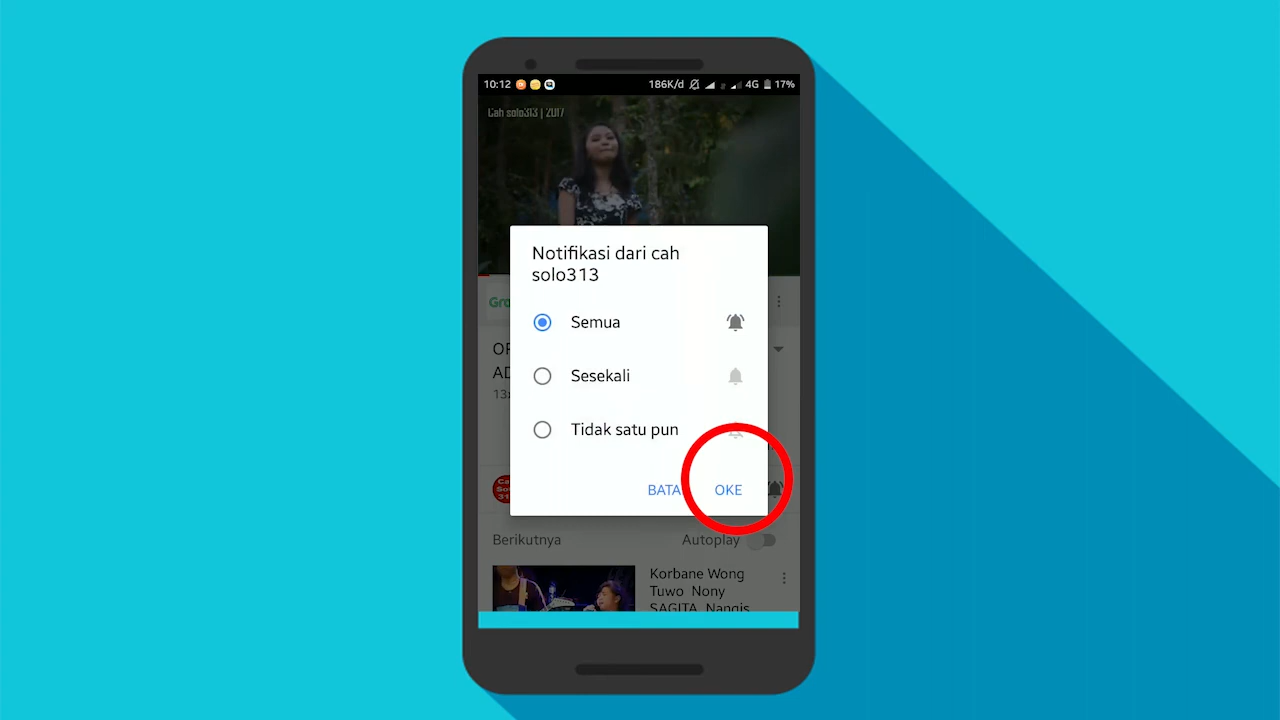 10:12 186K/d 4G 17%
Cah solo313 | 2017
Notifikasi dari cah
solo313
Semua
Sesekali
Tidak satu pun
BATA OKE
Berikutnya Autoplay
Korbane Wong
Tuwo Nony
SAGITA Nangis